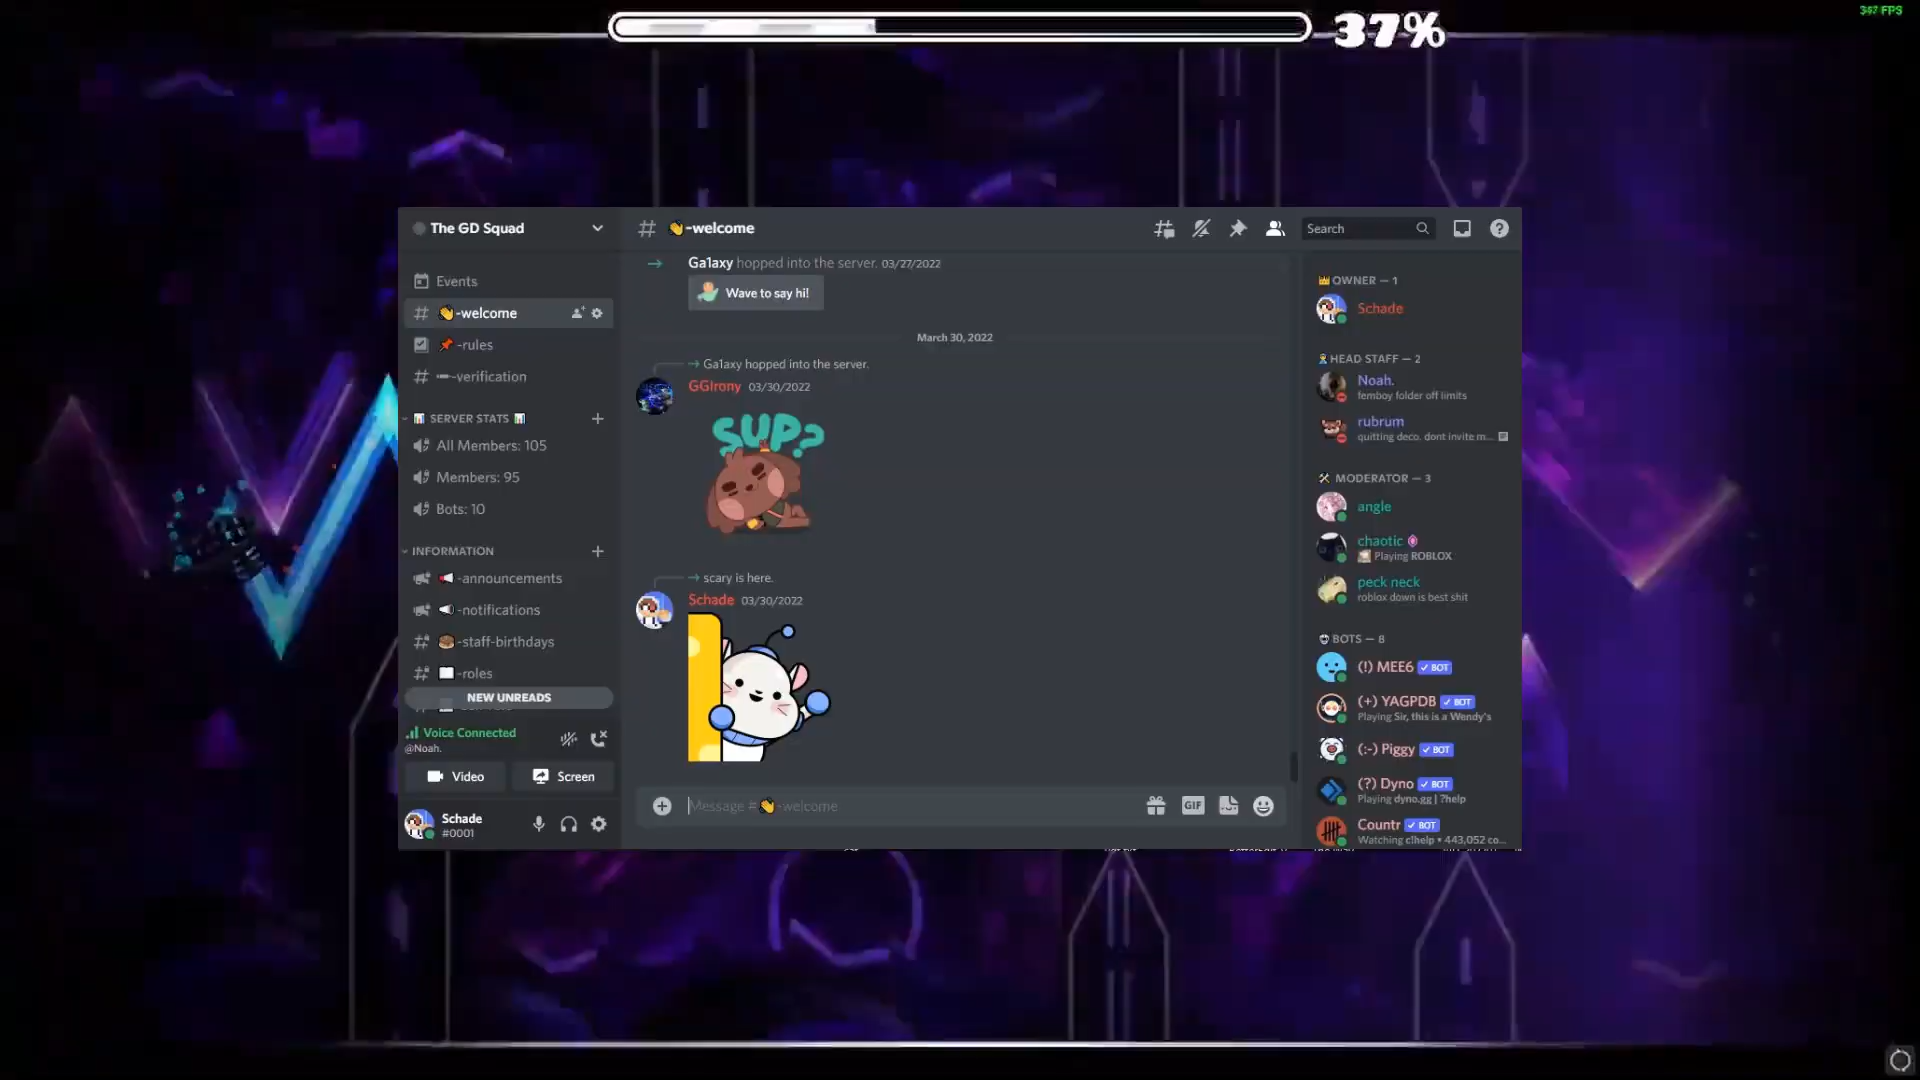 37%
347 FPS
The GD Squad
Events
-welcome
-rules
-verification
SERVER STATS
All Members: 105
Members: 95
Bots: 10
INFORMATION
-announcements
-notifications
-staff-birthdays
-roles
NEW UNREADS
Voice Connected
@Noah.
Video
Screen
Schade
#0001
-welcome
Search
Ga1axy hopped into the server. 03/27/2022
Wave to say hi!
March 30, 2022
Ga1axy hopped into the server.
GGIrony 03/30/2022
SUP?
scary is here.
Schade 03/30/2022
Message #👋-welcome
GIF
OWNER — 1
Schade
HEAD STAFF — 2
Noah.
femboy folder off limits
rubrum
quitting deco. dont invite m...
MODERATOR — 3
angle
chaotic
Playing ROBLOX
peck neck
roblox down is best shit
BOTS — 8
(!) MEE6 ✓ BOT
(+) YAGPDB ✓ BOT
Playing Sir, this is a Wendy's
(:-) Piggy ✓ BOT
(?) Dyno ✓ BOT
Playing dyno.gg | ?help
Countr ✓ BOT
Watching c!help • 443,052 co...